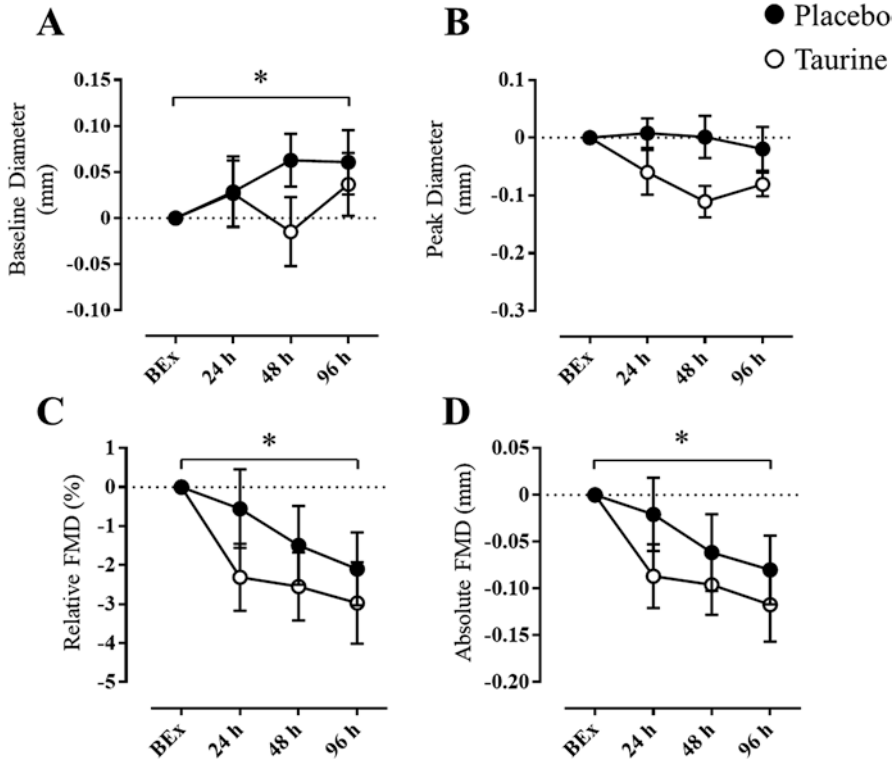 A
B
Placebo
Taurine
Baseline Diameter
(mm)
0.15
0.10
0.05
0
-0.05
-0.10
*
BEx
24 h
48 h
96 h
Peak Diameter
(mm)
0.1
0
-0.1
-0.2
-0.3
BEx
24 h
48 h
96 h
C
D
Relative FMD (%)
1
0
-1
-2
-3
-4
-5
*
BEx
24 h
48 h
96 h
Absolute FMD (mm)
0.05
0
-0.05
-0.10
-0.15
-0.20
*
BEx
24 h
48 h
96 h